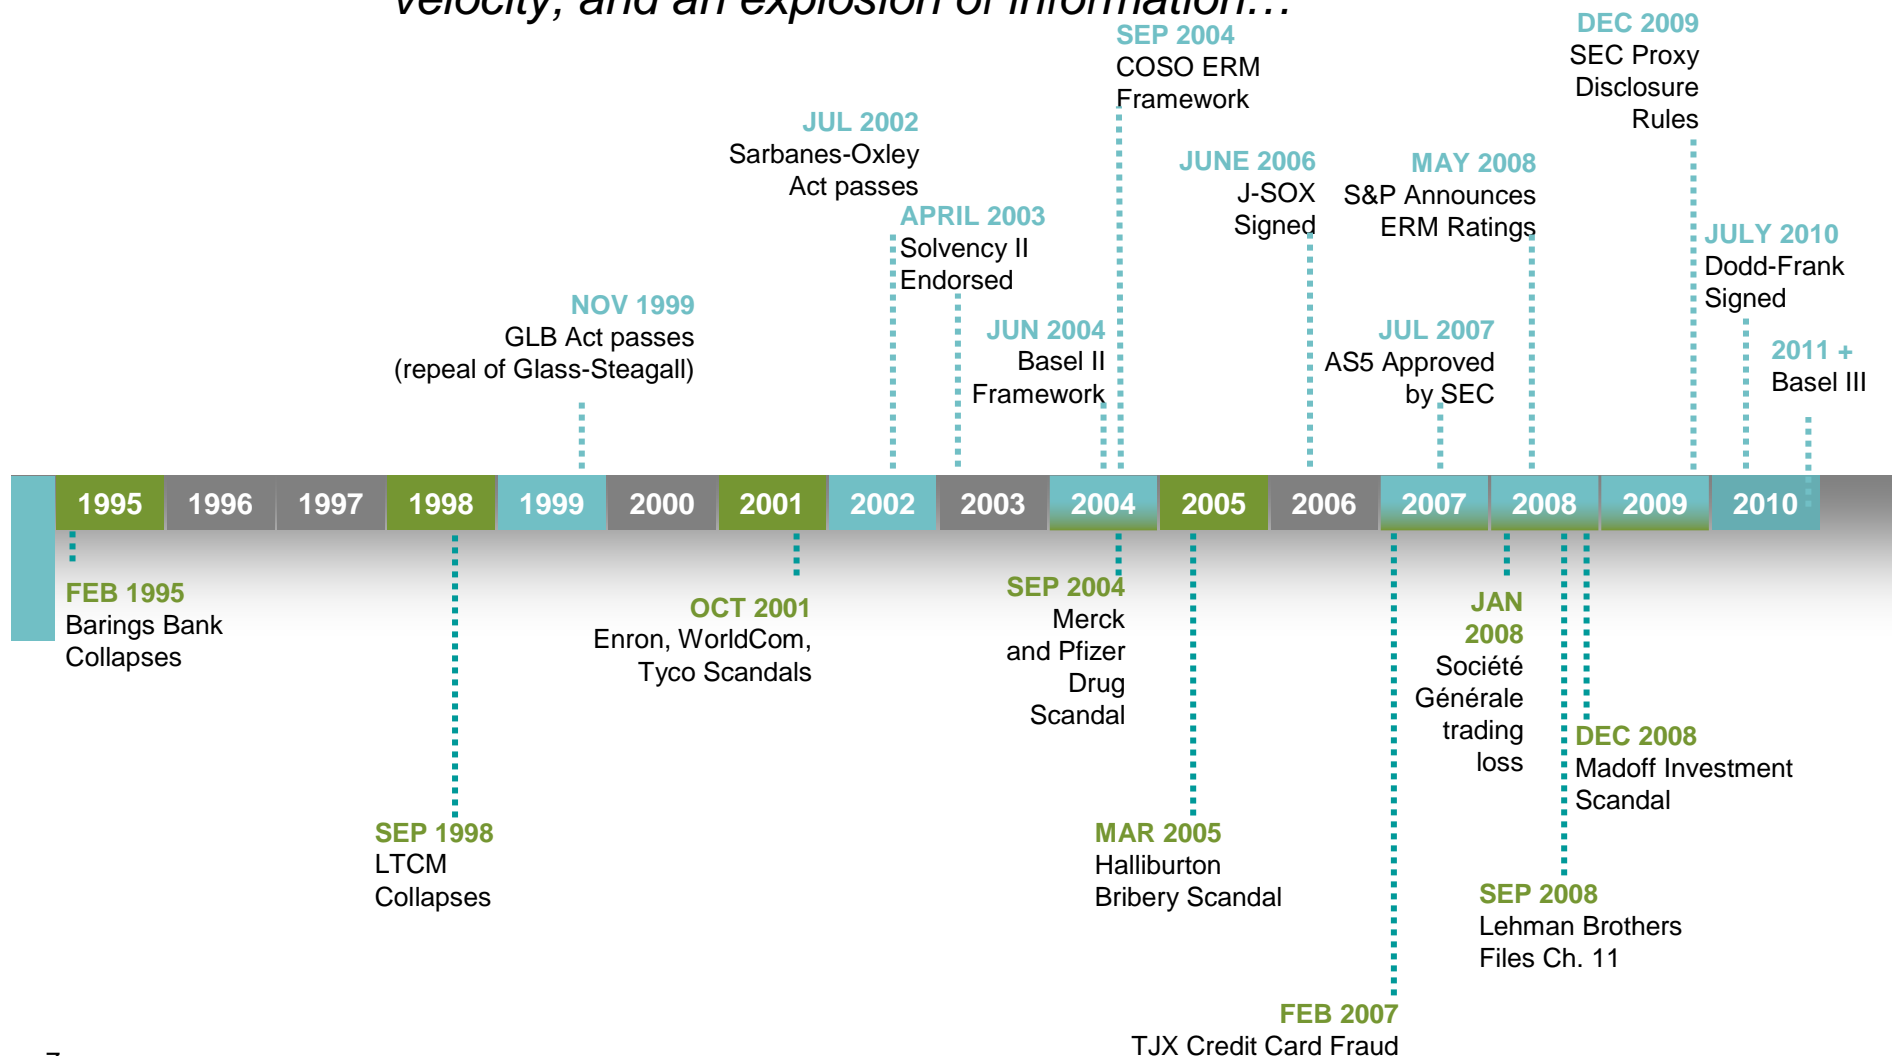 velocity, and an explosion of information…
SEP 2004
COSO ERM
Framework
DEC 2009
SEC Proxy
Disclosure
Rules
JUL 2002
Sarbanes-Oxley
Act passes
JUNE 2006
J-SOX
Signed
MAY 2008
S&P Announces
ERM Ratings
APRIL 2003
Solvency II
Endorsed
JULY 2010
Dodd-Frank
Signed
NOV 1999
GLB Act passes
(repeal of Glass-Steagall)
JUN 2004
Basel II
Framework
JUL 2007
AS5 Approved
by SEC
2011 +
Basel III
1995 1996 1997 1998 1999 2000 2001 2002 2003 2004 2005 2006 2007 2008 2009 2010
FEB 1995
Barings Bank
Collapses
OCT 2001
Enron, WorldCom,
Tyco Scandals
SEP 2004
Merck
and Pfizer
Drug
Scandal
JAN
2008
Société
Générale
trading
loss
DEC 2008
Madoff Investment
Scandal
SEP 1998
LTCM
Collapses
MAR 2005
Halliburton
Bribery Scandal
SEP 2008
Lehman Brothers
Files Ch. 11
FEB 2007
TJX Credit Card Fraud